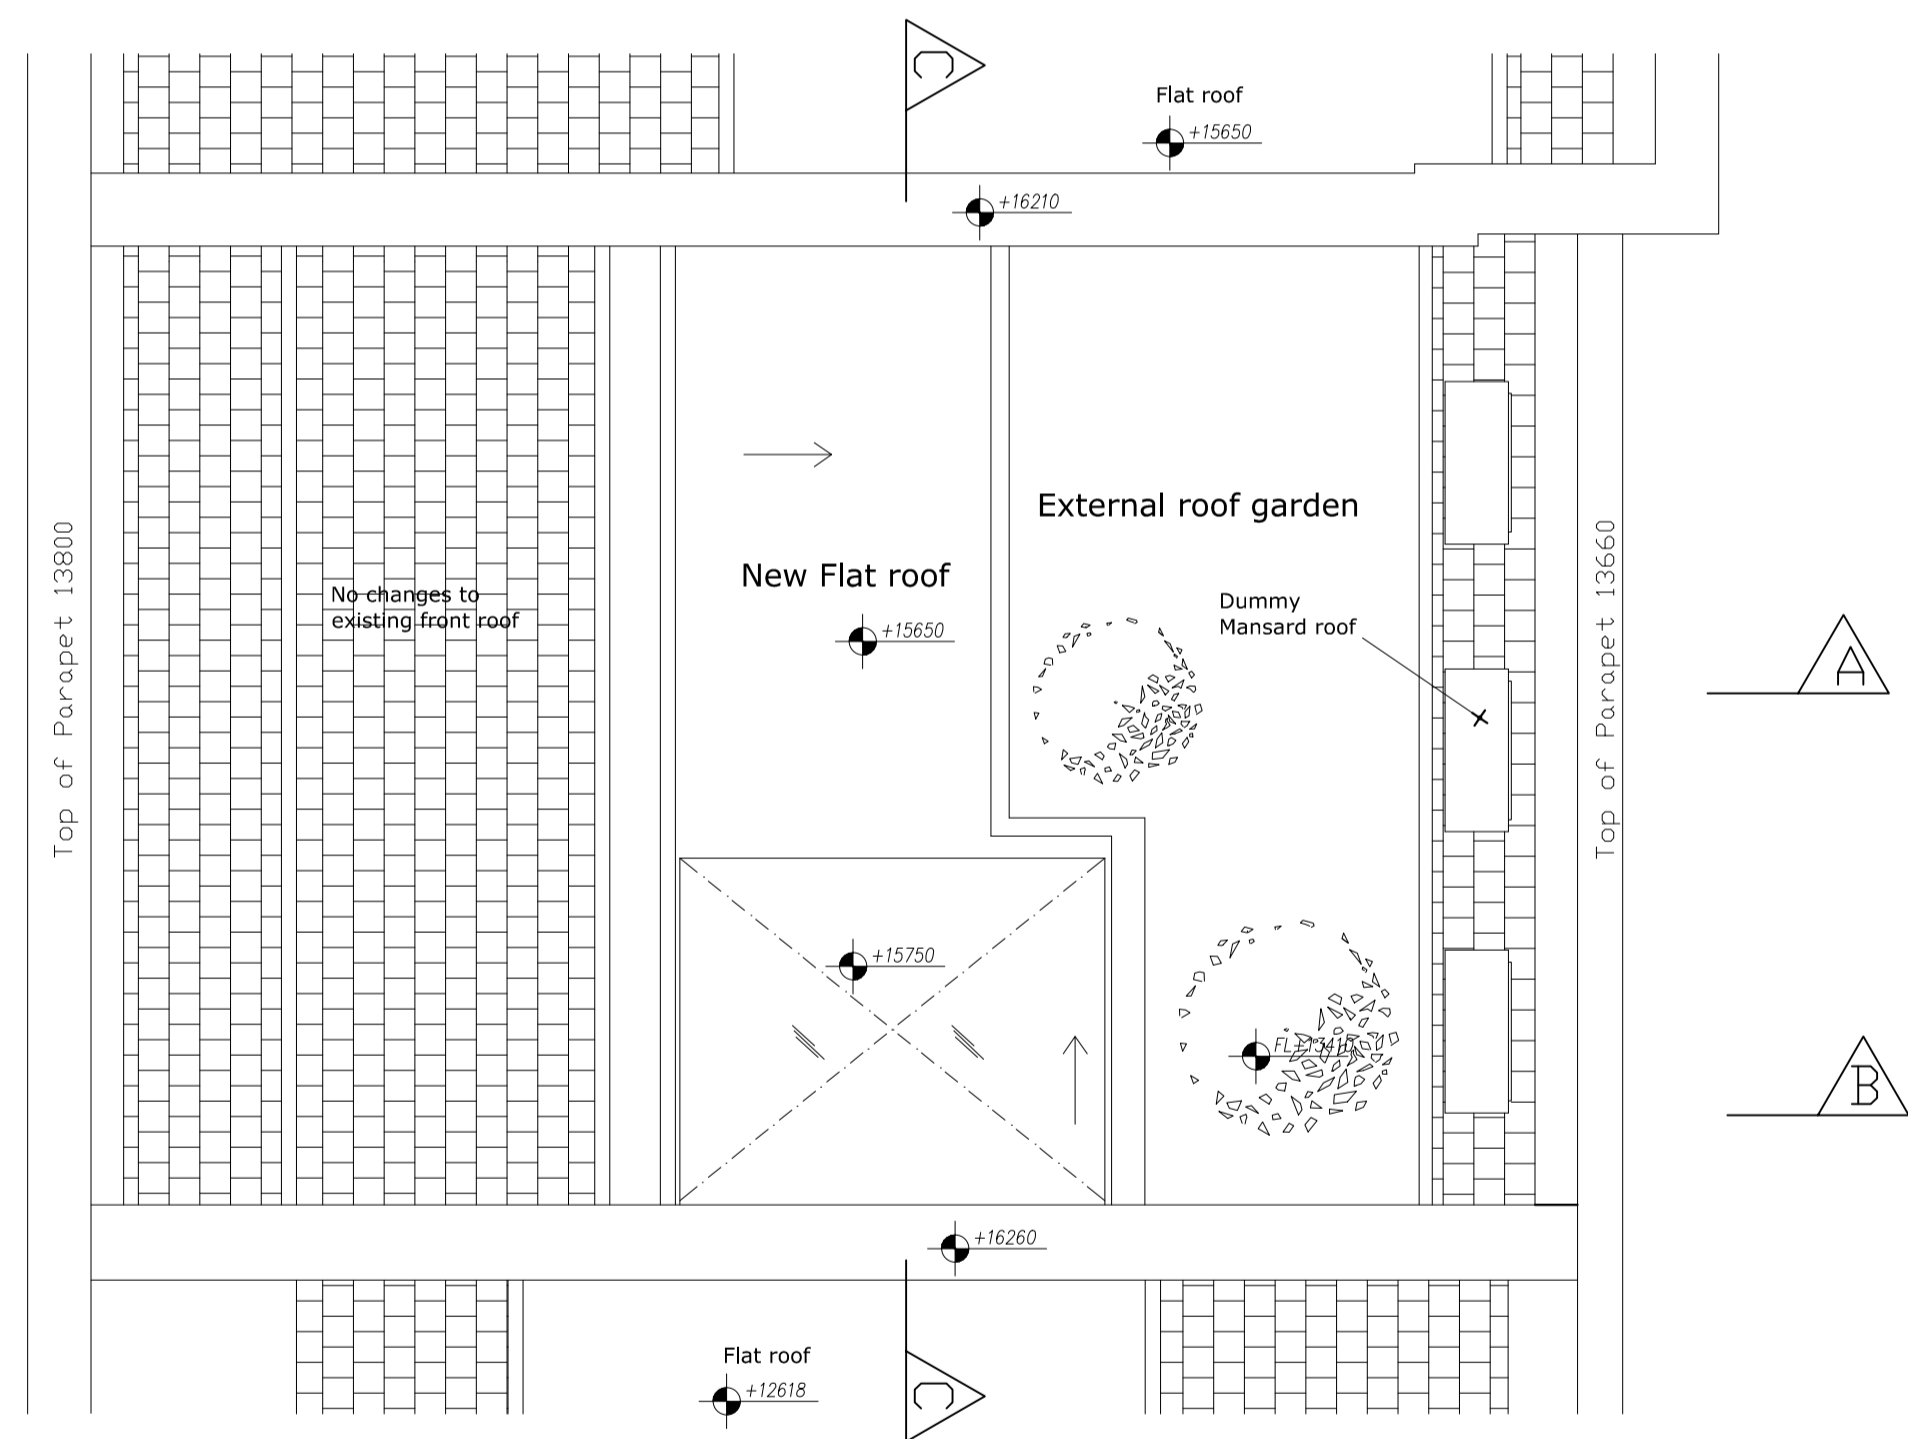 C
Flat roof
+15650
+16210
External roof garden
New Flat roof
No changes to
existing front roof
+15650
Dummy
Mansard roof
Top of Parapet 13800
Top of Parapet 13660
A
+15750
B
+16260
Flat roof
+12618
C